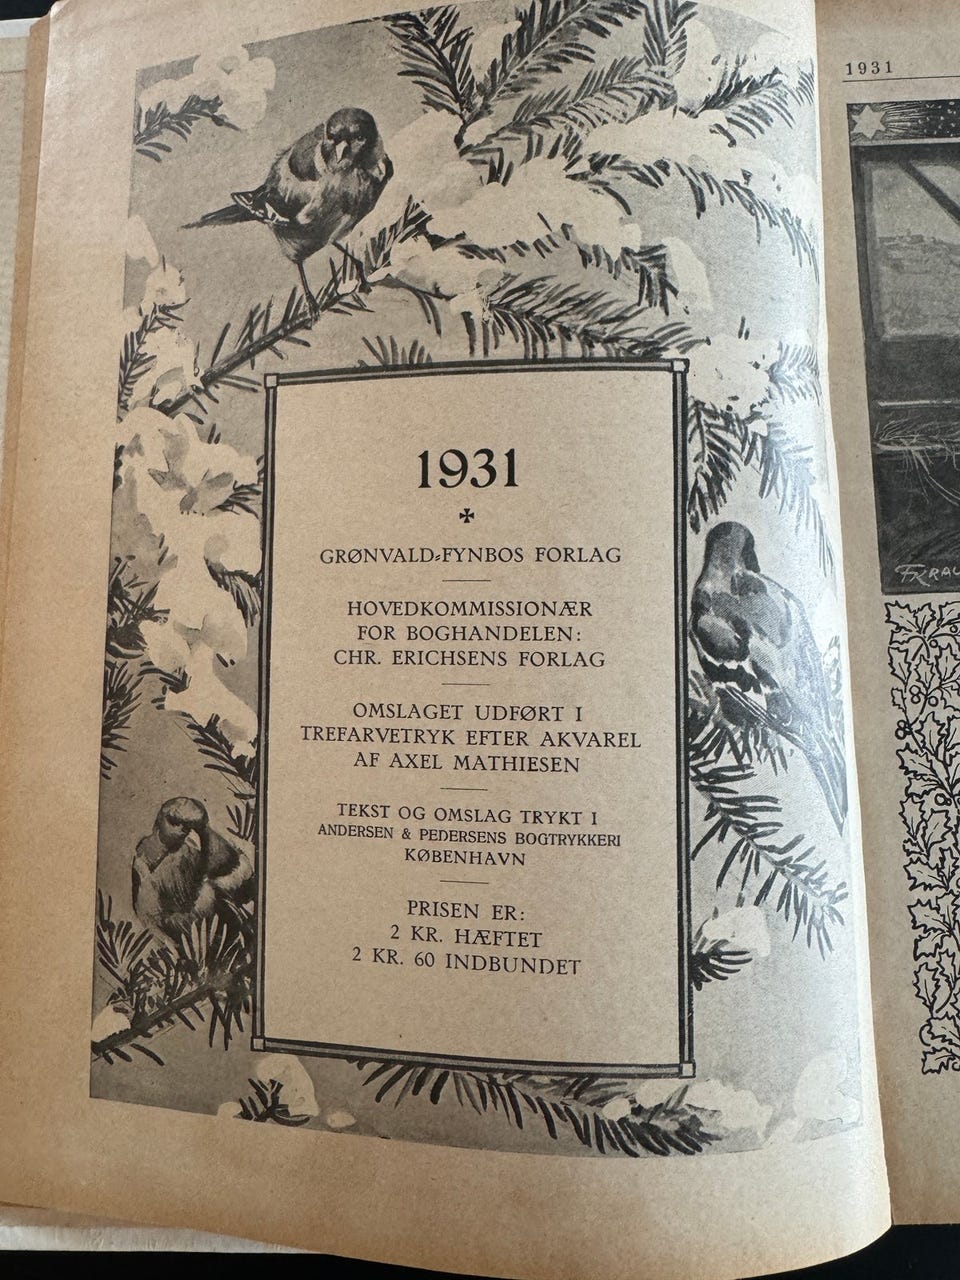 1931
GRØNVALD-FYNBOS FORLAG
HOVEDKOMMISSIONÆR
FOR BOGHANDELEN:
CHR. ERICHSENS FORLAG
OMSLAGET UDFØRT I
TREFARVETRYK EFTER AKVAREL
AF AXEL MATHIESEN
TEKST OG OMSLAG TRYKT I
ANDERSEN & PEDERSENS BOGTRYKKERI
KØBENHAVN
PRISEN ER:
2 KR. HÆFTET
2 KR. 60 INDBUNDET
1931